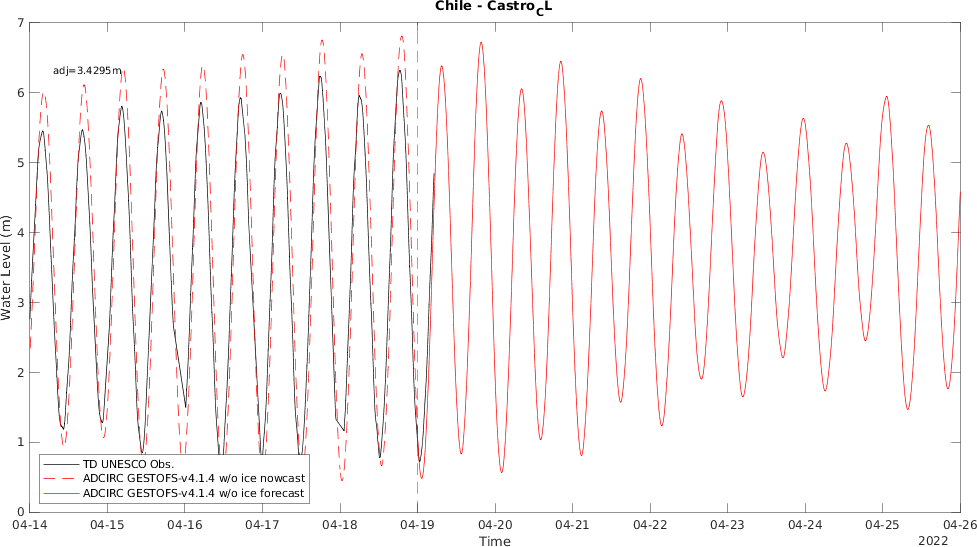 Chile - Castro_CL
7
6
5
4
3
2
1
0
Water Level (m)
adj=3.4295m
TD UNESCO Obs.
ADCIRC GESTOFS-v4.1.4 w/o ice nowcast
ADCIRC GESTOFS-v4.1.4 w/o ice forecast
04-14 04-15 04-16 04-17 04-18 04-19 04-20 04-21 04-22 04-23 04-24 04-25 04-26
Time
2022